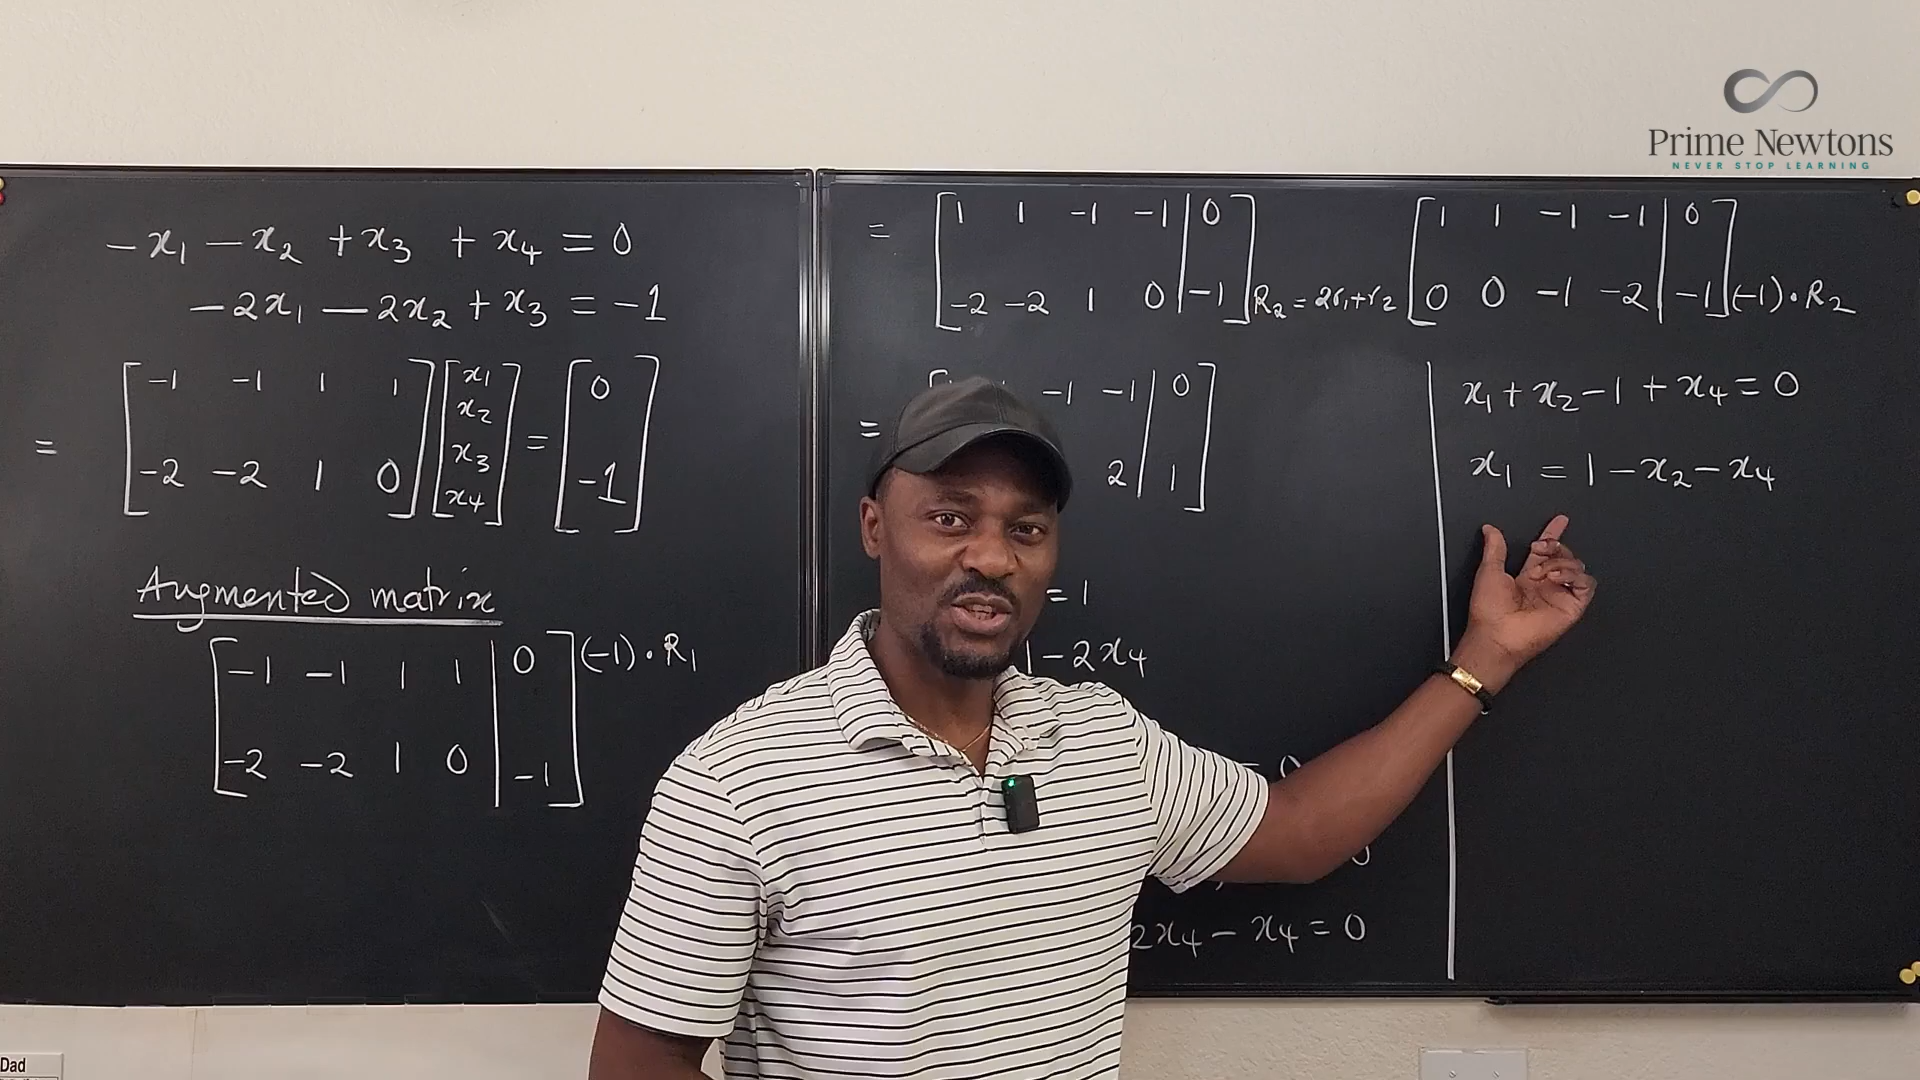 Prime Newtons
NEVER STOP LEARNING
-x₁ - x₂ + x₃ + x₄ = 0
-2x₁ - 2x₂ + x₃ = -1
= [-1 -1 1 1] [x₁ x₂ x₃ x₄] = [0]
[-2 -2 1 0] [-1]
Augmented matrix
[-1 -1 1 1 | 0] (-1)·R₁
[-2 -2 1 0 | -1]
= [1 1 -1 -1 | 0]
[-2 -2 1 0 | -1] R₂ = 2r₁+r₂
[1 1 -1 -1 | 0]
[0 0 -1 -2 | -1] (-1)·R₂
= -1 -1 | 0]
2 | 1]
= 1
1 - 2x₄
= 0
2x₄ - x₄ = 0
x₁ + x₂ - 1 + x₄ = 0
x₁ = 1 - x₂ - x₄
Dad